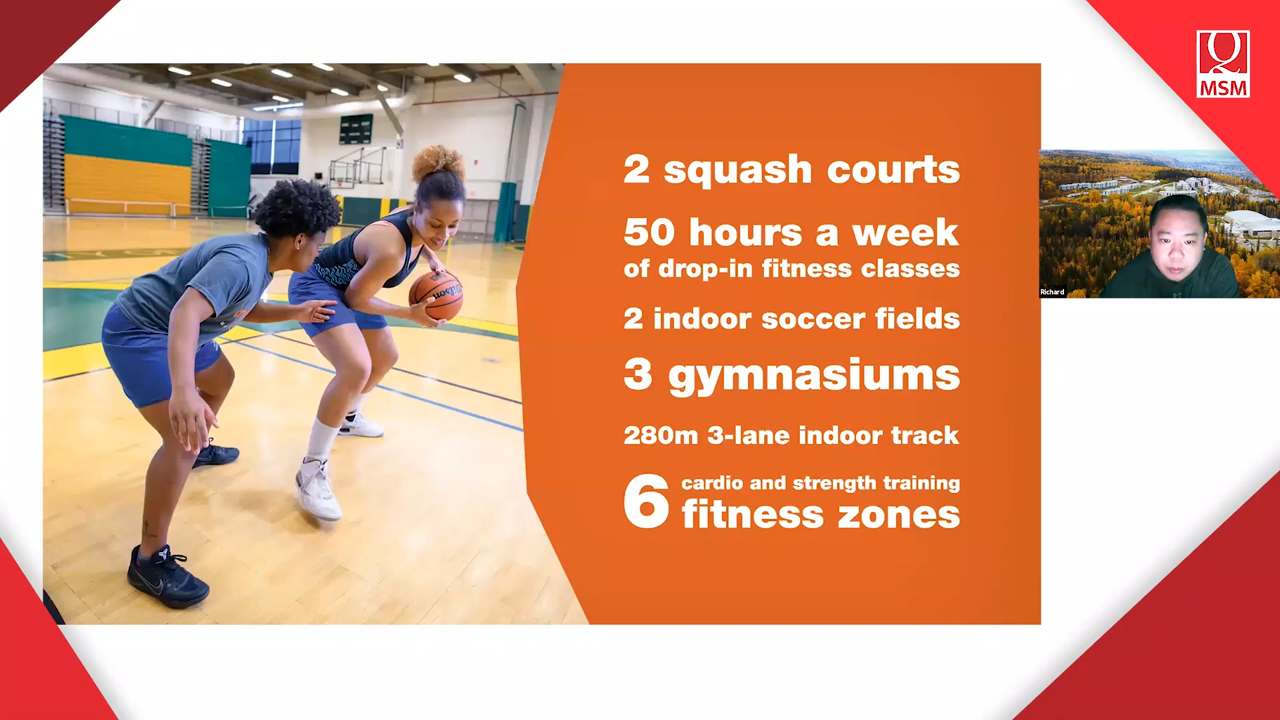 2 squash courts
50 hours a week
of drop-in fitness classes
2 indoor soccer fields
3 gymnasiums
280m 3-lane indoor track
6 cardio and strength training
fitness zones
Q
MSM
Richard
Wilson